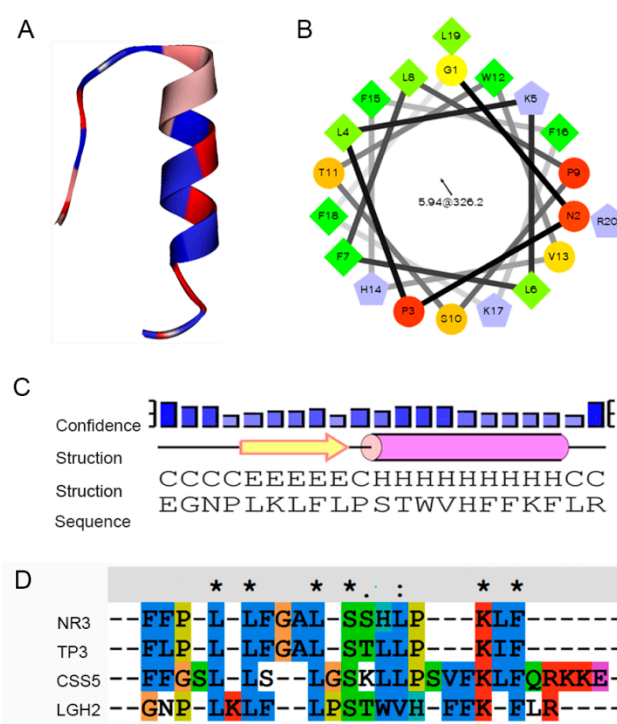 A
B
L19
G1
L8
W12
F15
K5
L4
F16
T11
P9
5.94@326.2
N2
R20
F18
V13
F7
H14
L6
P3
S10
K17
C
Confidence
Struction
Struction CCCCEEEEECHHHHHHHHHCC
Sequence EGNPLKLFLPSTWVHFFKFLR
D
* * * *. : * *
NR3 --FFP-L-LFGAL-SSHLP---KLF-----
TP3 --FLP-L-LFGAL-STLLP---KIF-----
CSS5 --FFGSL-LS--LGSKLLPSVFKLFQRKKE
LGH2 --GNP-LKLF--LPSTWVH-FFK-FLR---